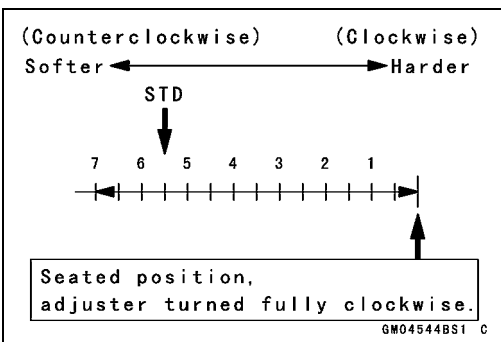 (Counterclockwise) (Clockwise)
Softer Harder
STD
7 6 5 4 3 2 1
Seated position,
adjuster turned fully clockwise.
GM04544BS1 C